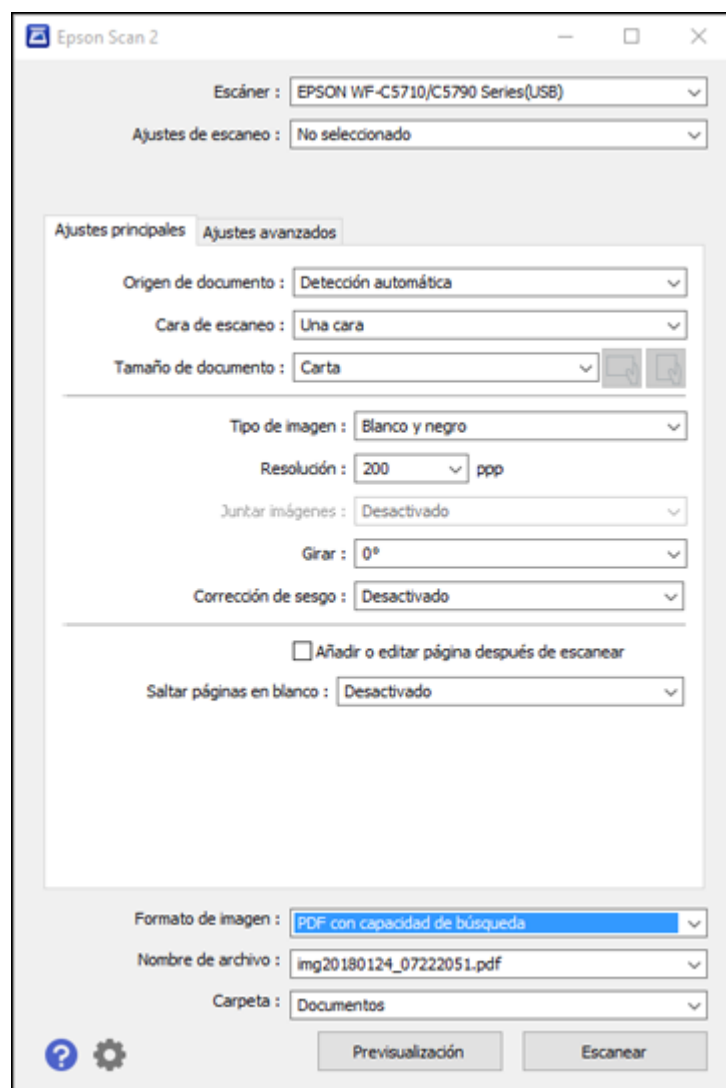 Epson Scan 2
Escáner : EPSON WF-C5710/C5790 Series(USB)
Ajustes de escaneo : No seleccionado
Ajustes principales Ajustes avanzados
Origen de documento : Detección automática
Cara de escaneo : Una cara
Tamaño de documento : Carta
Tipo de imagen : Blanco y negro
Resolución : 200 ppp
Juntar imágenes : Desactivado
Girar : 0°
Corrección de sesgo : Desactivado
Añadir o editar página después de escanear
Saltar páginas en blanco : Desactivado
Formato de imagen : PDF con capacidad de búsqueda
Nombre de archivo : img20180124_07222051.pdf
Carpeta : Documentos
? Previsualización Escanear